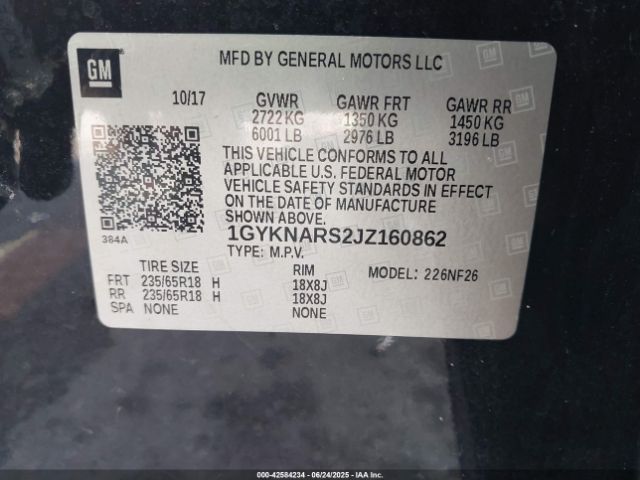 GM
MFD BY GENERAL MOTORS LLC
10/17 GVWR GAWR FRT GAWR RR
2722 KG 1350 KG 1450 KG
6001 LB 2976 LB 3196 LB
THIS VEHICLE CONFORMS TO ALL
APPLICABLE U.S. FEDERAL MOTOR
VEHICLE SAFETY STANDARDS IN EFFECT
ON THE DATE OF MANUFACTURE
SHOWN ABOVE.
384A
1GYKNARS2JZ160862
TYPE: M.P.V.
TIRE SIZE RIM MODEL: 226NF26
FRT 235/65R18 H 18X8J
RR 235/65R18 H 18X8J
SPA NONE NONE
000-42584234 - 06/24/2025 - IAA Inc.